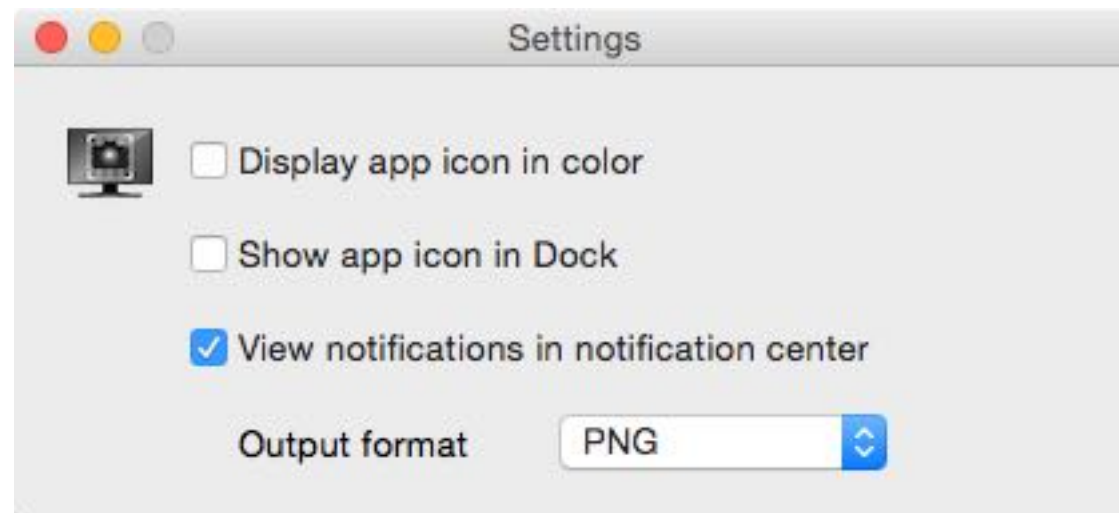 Settings
Display app icon in color
Show app icon in Dock
View notifications in notification center
Output format PNG